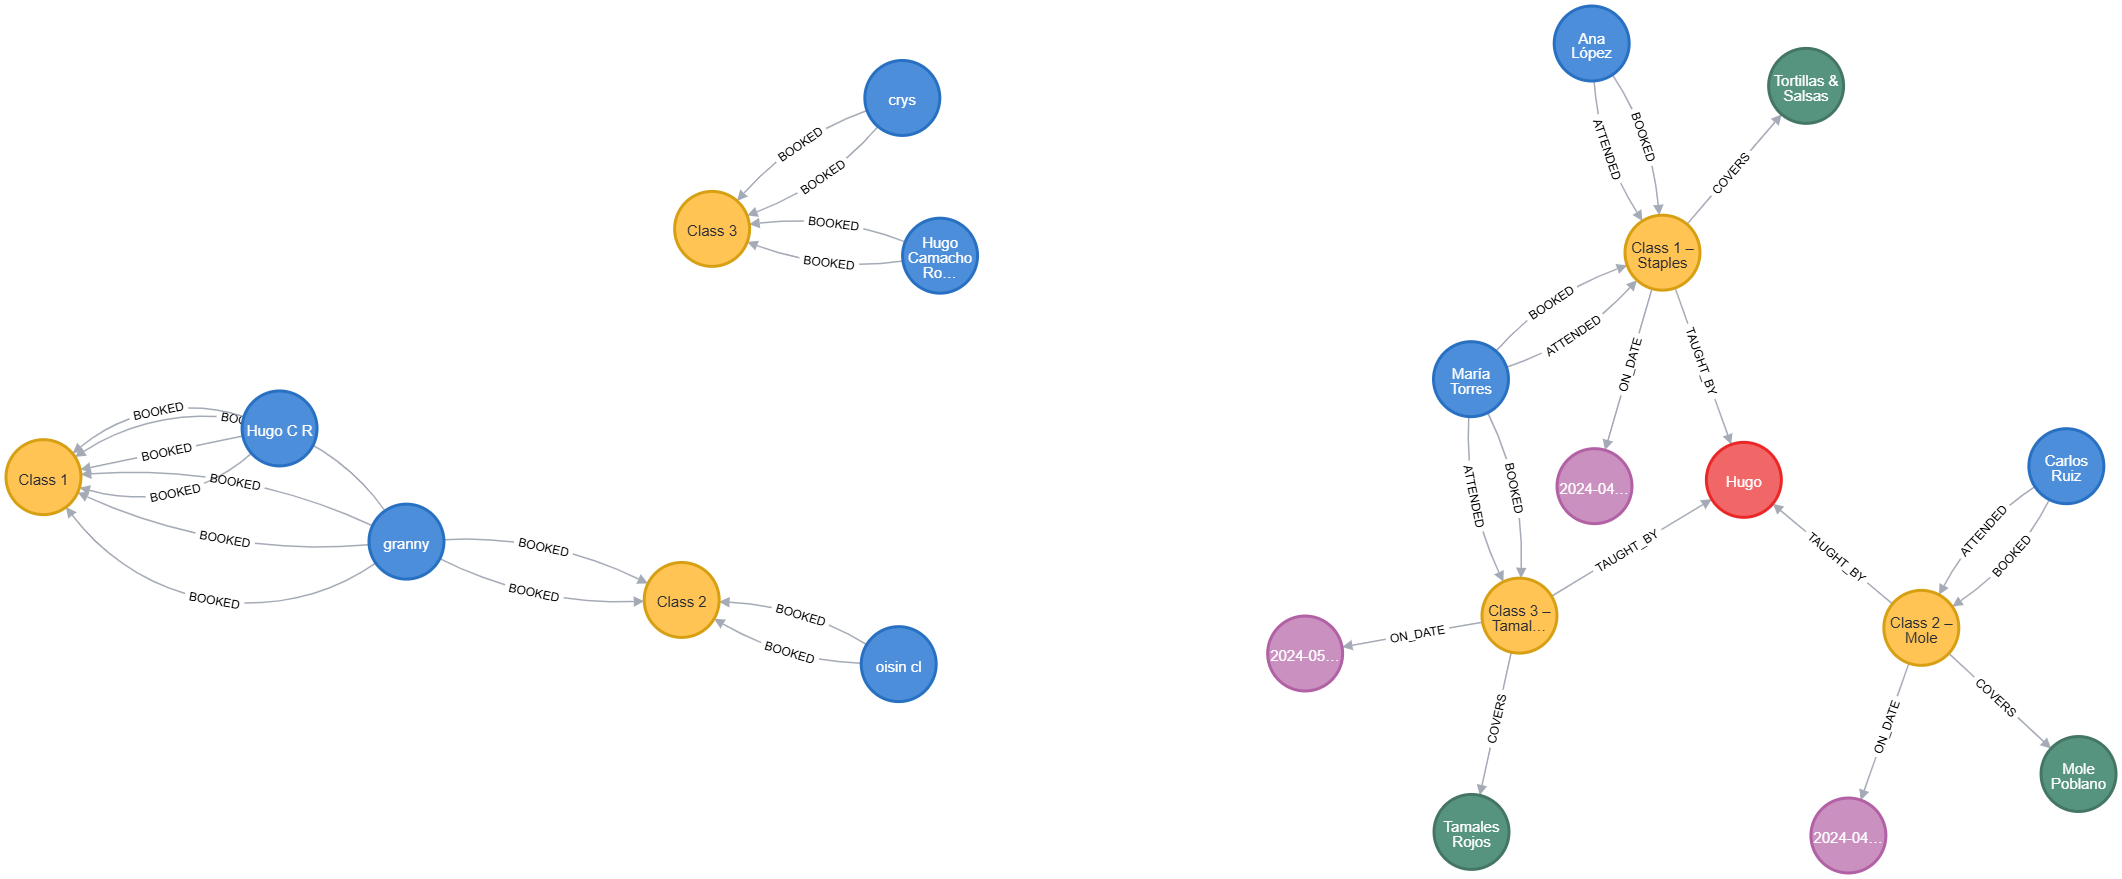 crys
BOOKED
BOOKED
Class 3
BOOKED
BOOKED
Hugo
Camacho
Ro…
BOOKED
BOO
Hugo C R
BOOKED
Class 1
BOOKED
BOOKED
BOOKED
granny
BOOKED
BOOKED
BOOKED
Class 2
BOOKED
BOOKED
oisin cl
Ana
López
Tortillas &
Salsas
ATTENDED
BOOKED
COVERS
Class 1 –
Staples
BOOKED
ATTENDED
María
Torres
ON_DATE
TAUGHT_BY
ATTENDED
BOOKED
2024-04…
Hugo
Carlos
Ruiz
TAUGHT_BY
TAUGHT_BY
ATTENDED
BOOKED
Class 3 –
Tamal…
Class 2 –
Mole
ON_DATE
2024-05…
COVERS
ON_DATE
COVERS
Tamales
Rojos
Mole
Poblano
2024-04…